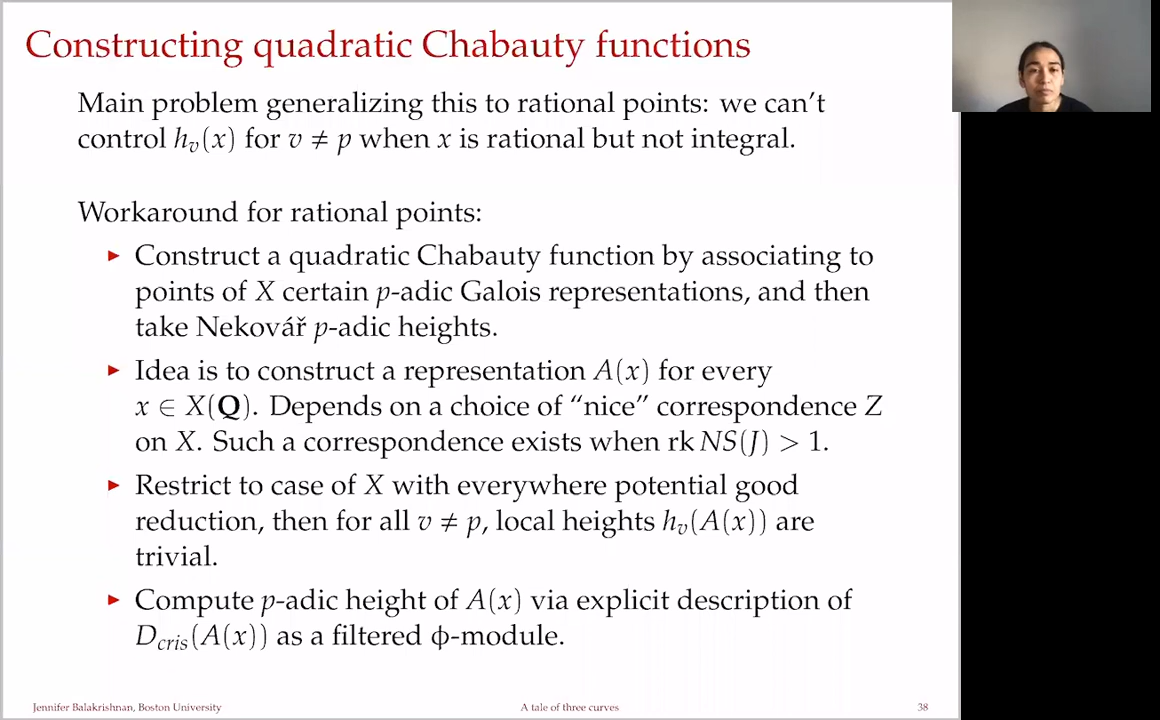 Constructing quadratic Chabauty functions
Main problem generalizing this to rational points: we can't
control h_v(x) for v ≠ p when x is rational but not integral.
Workaround for rational points:
▶ Construct a quadratic Chabauty function by associating to
points of X certain p-adic Galois representations, and then
take Nekovář p-adic heights.
▶ Idea is to construct a representation A(x) for every
x ∈ X(Q). Depends on a choice of “nice” correspondence Z
on X. Such a correspondence exists when rk NS(J) > 1.
▶ Restrict to case of X with everywhere potential good
reduction, then for all v ≠ p, local heights h_v(A(x)) are
trivial.
▶ Compute p-adic height of A(x) via explicit description of
D_cris(A(x)) as a filtered ϕ-module.
Jennifer Balakrishnan, Boston University
A tale of three curves
38